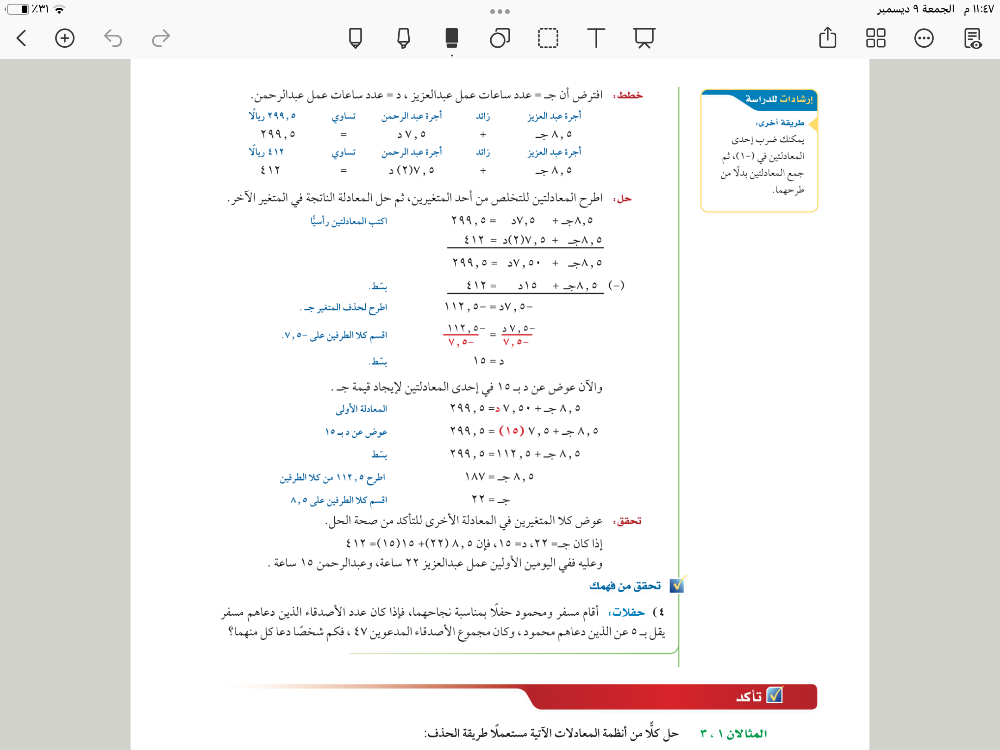 ١١:٤٧ م الجمعة ٩ ديسمبر
٪٣١
إرشادات للدراسة
طريقة أخرى:
يمكنك ضرب إحدى
المعادلتين في (–١)، ثم
جمع المعادلتين بدلًا من
طرحهما.
خطط: افترض أن جـ = عدد ساعات عمل عبدالعزيز ، د = عدد ساعات عمل عبدالرحمن.
أجرة عبد العزيز زائد أجرة عبد الرحمن تساوي ٢٩٩,٥ ريالًا
٨,٥ جـ + ٧,٥ د = ٢٩٩,٥
أجرة عبد العزيز زائد أجرة عبد الرحمن تساوي ٤١٢ ريالًا
٨,٥ جـ + ٧,٥(٢) د = ٤١٢
حل: اطرح المعادلتين للتخلص من أحد المتغيرين، ثم حل المعادلة الناتجة في المتغير الآخر.
٨,٥جـ + ٧,٥د = ٢٩٩,٥ اكتب المعادلتين رأسيًّا
٨,٥جـ + ٧,٥(٢)د = ٤١٢
٨,٥جـ + ٧,٥٠د = ٢٩٩,٥
(–) ٨,٥جـ + ١٥د = ٤١٢ بسّط.
–٧,٥د = –١١٢,٥ اطرح لحذف المتغير جـ .
–٧,٥ د = –١١٢,٥ اقسم كلا الطرفين على –٧,٥.
–٧,٥ –٧,٥
د = ١٥ بسّط.
والآن عوض عن د بـ ١٥ في إحدى المعادلتين لإيجاد قيمة جـ .
٨,٥ جـ + ٧,٥٠ د= ٢٩٩,٥ المعادلة الأولى
٨,٥ جـ + ٧,٥ (١٥) = ٢٩٩,٥ عوض عن د بـ ١٥
٨,٥ جـ + ١١٢,٥ = ٢٩٩,٥ بسّط
٨,٥ جـ = ١٨٧ اطرح ١١٢,٥ من كلا الطرفين
جـ = ٢٢ اقسم كلا الطرفين على ٨,٥
تحقق: عوض كلا المتغيرين في المعادلة الأخرى للتأكد من صحة الحل.
إذا كان جـ= ٢٢، د= ١٥، فإن ٨,٥ (٢٢)+ ١٥(١٥)= ٤١٢
وعليه ففي اليومين الأولين عمل عبدالعزيز ٢٢ ساعة، وعبدالرحمن ١٥ ساعة .
تحقق من فهمك
٤) حفلات: أقام مسفر ومحمود حفلًا بمناسبة نجاحهما، فإذا كان عدد الأصدقاء الذين دعاهم مسفر
يقل بـ ٥ عن الذين دعاهم محمود ، وكان مجموع الأصدقاء المدعوين ٤٧ ، فكم شخصًا دعا كل منهما؟
تأكد
المثالان ١ ، ٣ حل كلًّا من أنظمة المعادلات الآتية مستعملًا طريقة الحذف: